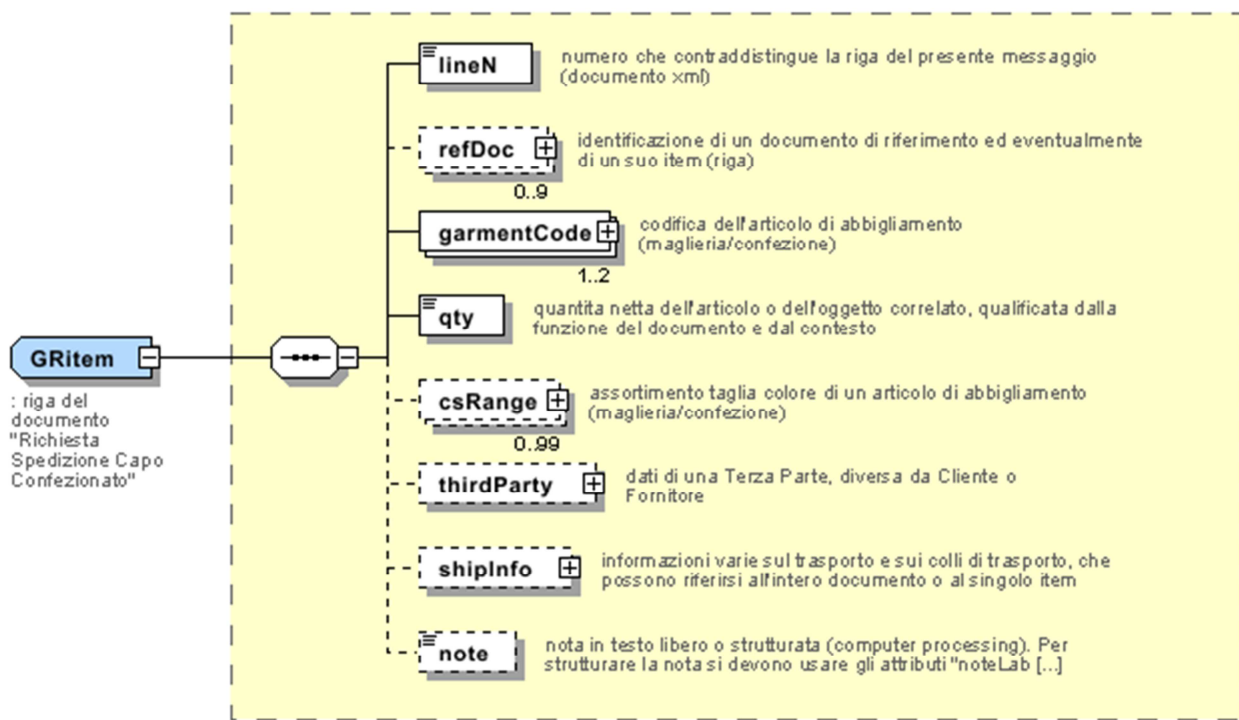 lineN
numero che contraddistingue la riga del presente messaggio
(documento xml)
refDoc
identificazione di un documento di riferimento ed eventualmente
di un suo item (riga)
0..9
garmentCode
codifica dell'articolo di abbigliamento
(maglieria/confezione)
1..2
qty
quantita netta dell'articolo o dell'oggetto correlato, qualificata dalla
funzione del documento e dal contesto
GRitem
: riga del
documento
"Richiesta
Spedizione Capo
Confezionato"
csRange
assortimento taglia colore di un articolo di abbigliamento
(maglieria/confezione)
0..99
thirdParty
dati di una Terza Parte, diversa da Cliente o
Fornitore
shipInfo
informazioni varie sul trasporto e sui colli di trasporto, che
possono riferirsi all'intero documento o al singolo item
note
nota in testo libero o strutturata (computer processing). Per
strutturare la nota si devono usare gli attributi "noteLab [...]